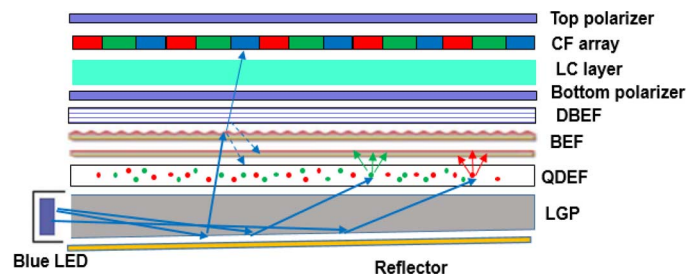 Top polarizer
CF array
LC layer
Bottom polarizer
DBEF
BEF
QDEF
LGP
Blue LED
Reflector